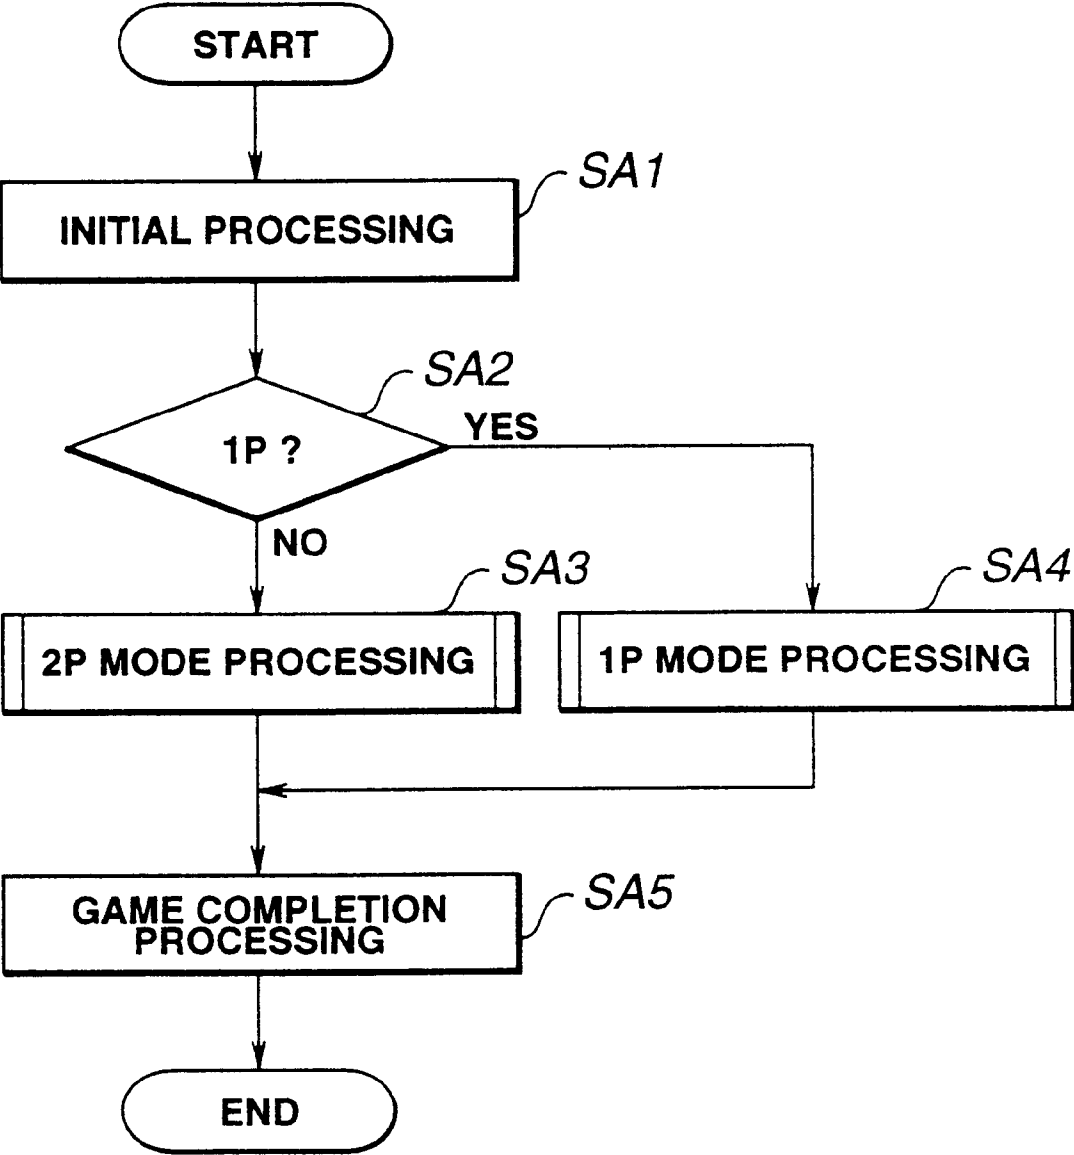 START
SA1
INITIAL PROCESSING
SA2
1P ?
YES
NO
SA3
SA4
2P MODE PROCESSING
1P MODE PROCESSING
SA5
GAME COMPLETION
PROCESSING
END